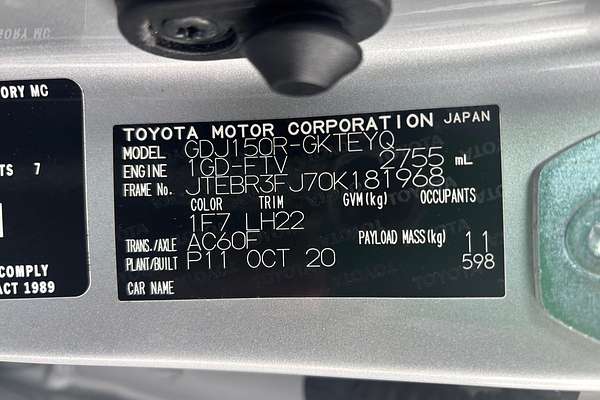 ORY MC
TOYOTA MOTOR CORPORATION JAPAN
MODEL GDJ150R-GKTEYQ
ENGINE 1GD-FTV 2755 mL
FRAME No. JTEBR3FJ70K181968
COLOR TRIM GVM(kg) OCCUPANTS
1F7 LH22
TRANS./AXLE AC60F PAYLOAD MASS(kg) 11
PLANT/BUILT P11 OCT 20 598
CAR NAME
ORY MC
TS 7
COMPLY
ACT 1989